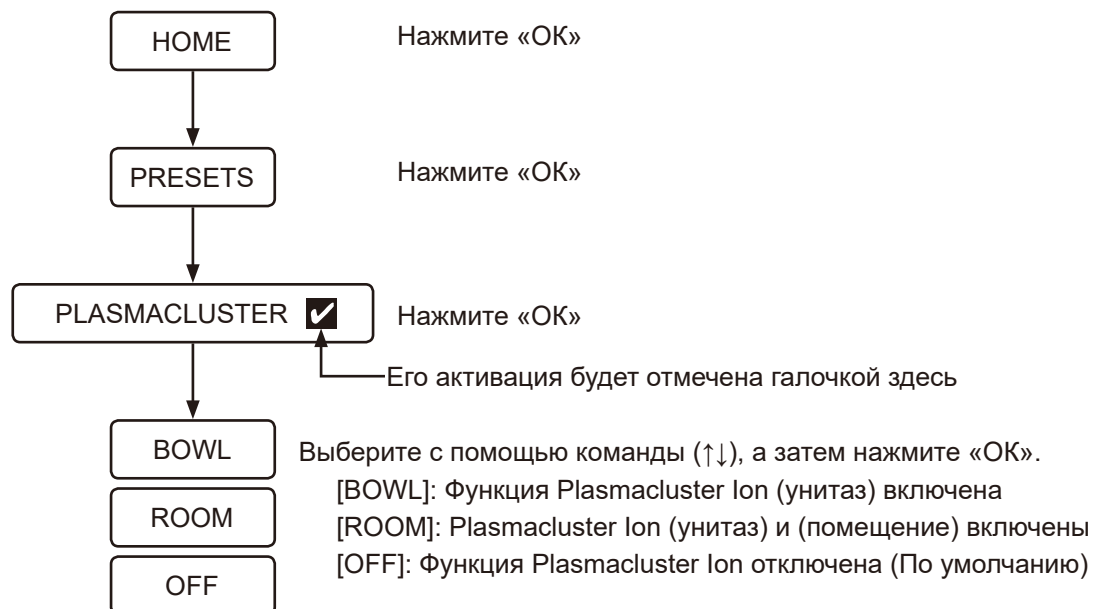 HOME Нажмите «ОК»
PRESETS Нажмите «ОК»
PLASMACLUSTER ✔ Нажмите «ОК»
Его активация будет отмечена галочкой здесь
BOWL Выберите с помощью команды (↑↓), а затем нажмите «ОК».
[BOWL]: Функция Plasmacluster Ion (унитаз) включена
ROOM [ROOM]: Plasmacluster Ion (унитаз) и (помещение) включены
OFF [OFF]: Функция Plasmacluster Ion отключена (По умолчанию)